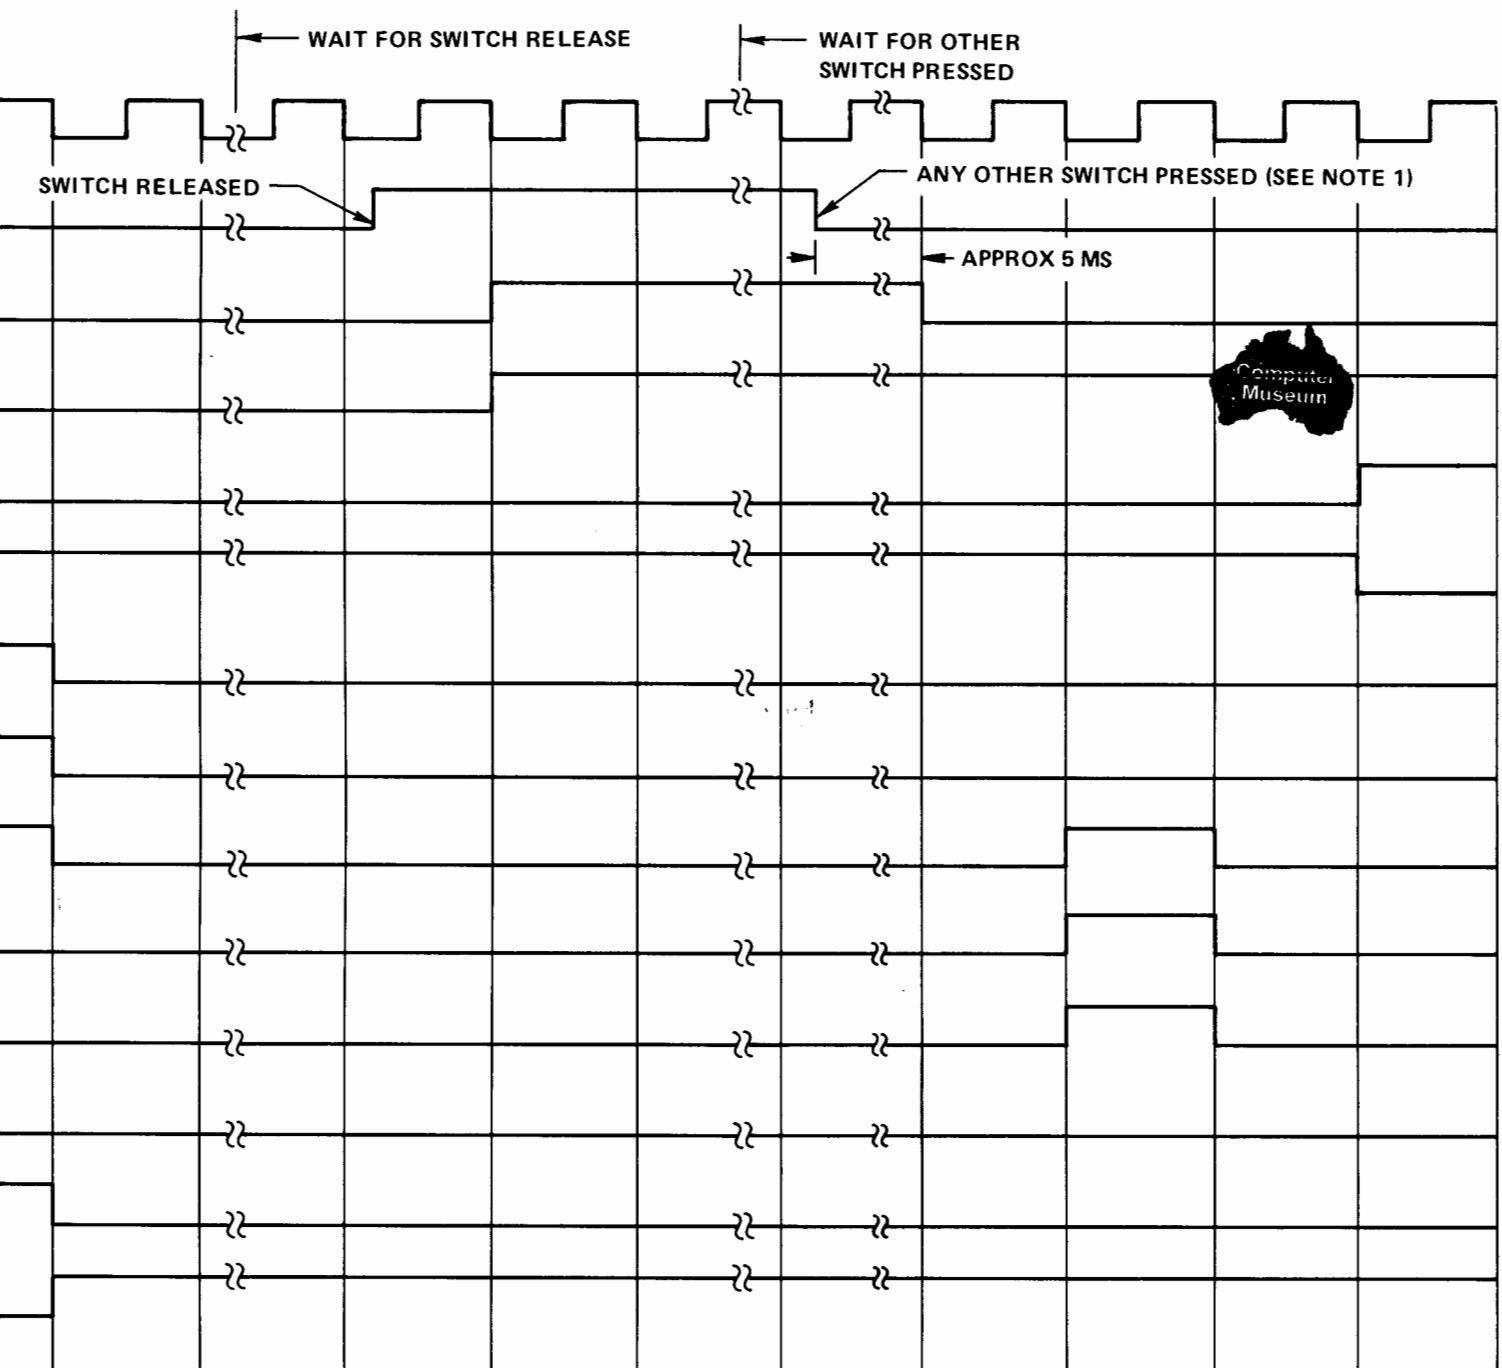 WAIT FOR SWITCH RELEASE
WAIT FOR OTHER
SWITCH PRESSED
SWITCH RELEASED
ANY OTHER SWITCH PRESSED (SEE NOTE 1)
APPROX 5 MS
Computer
Museum